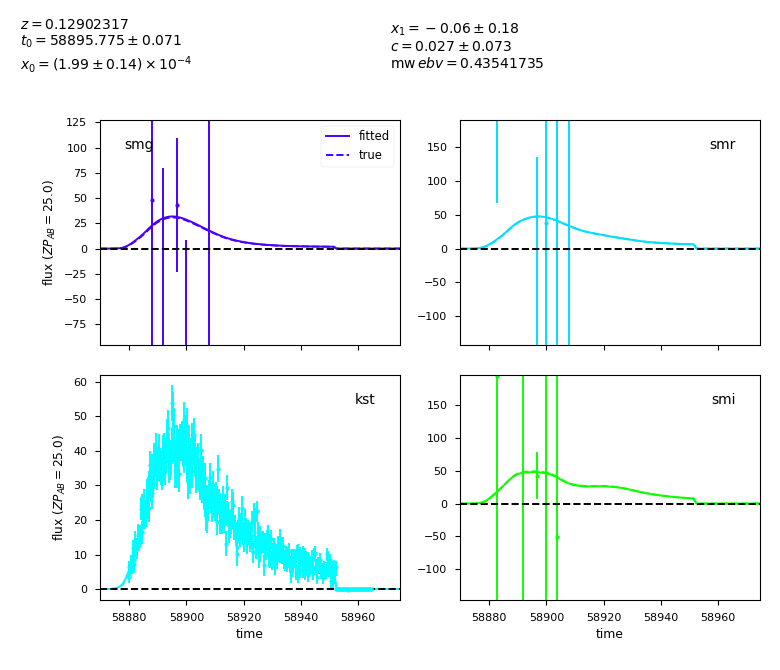 z = 0.12902317
t₀ = 58895.775 ± 0.071
x₀ = (1.99 ± 0.14) × 10⁻⁴
x₁ = −0.06 ± 0.18
c = 0.027 ± 0.073
mw ebv = 0.43541735
smg
fitted
true
flux (ZP_AB = 25.0)
125
100
75
50
25
0
−25
−50
−75
smr
150
100
50
0
−50
−100
kst
flux (ZP_AB = 25.0)
60
50
40
30
20
10
0
58880 58900 58920 58940 58960
time
smi
150
100
50
0
−50
−100
58880 58900 58920 58940 58960
time